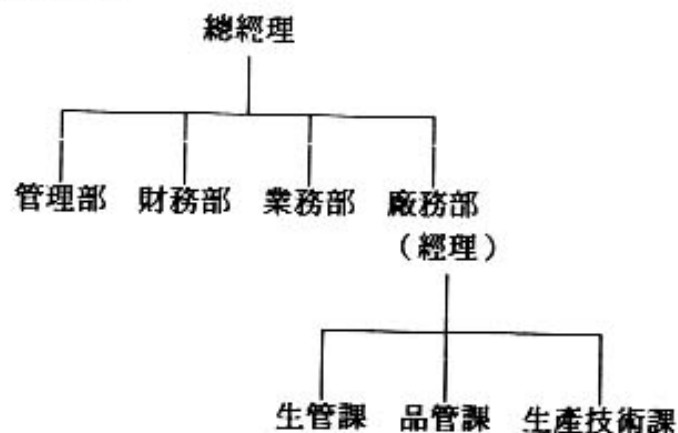 總經理
管理部 財務部 業務部 廠務部
（經理）
生管課 品管課 生產技術課